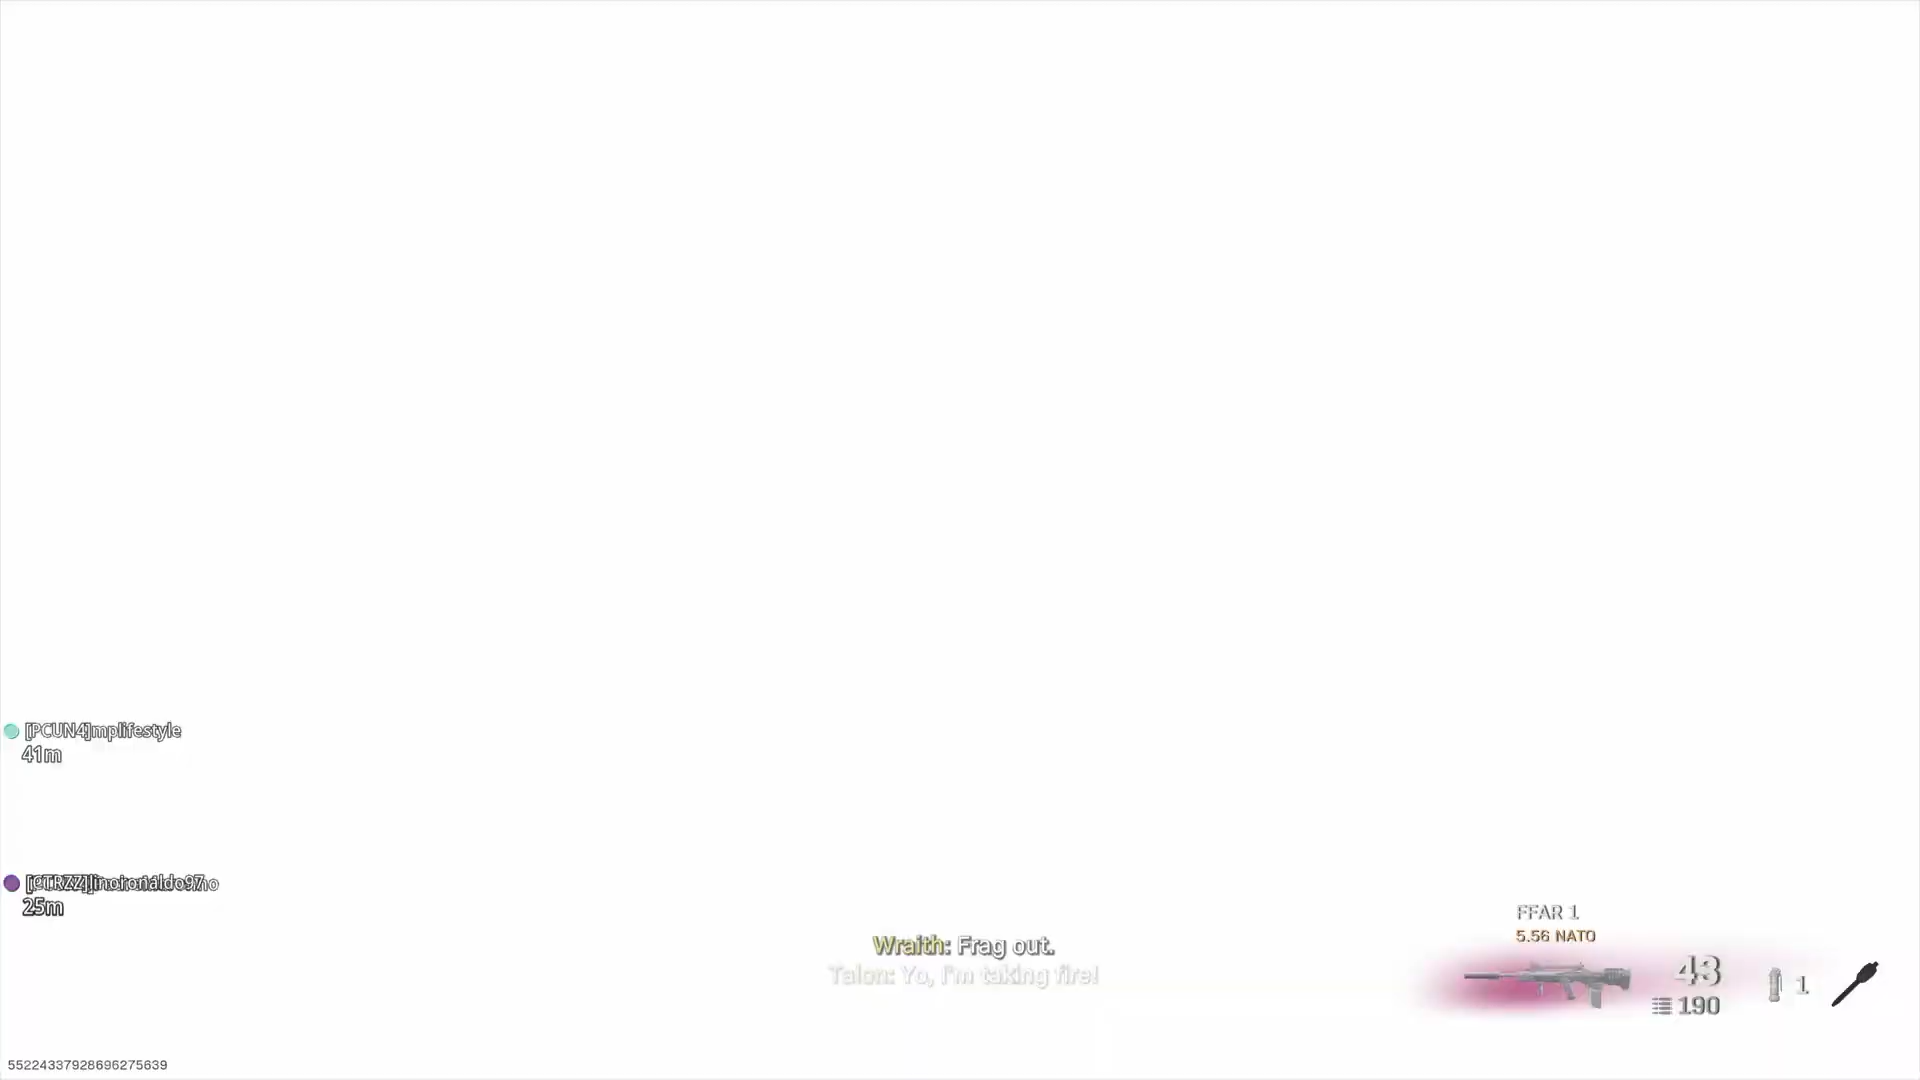 [PCUN4]mplifestyle
41m
25m
Wraith: Frag out.
Talon: Yo, I'm taking fire!
FFAR 1
5.56 NATO
43
190
1
55224337928696275639